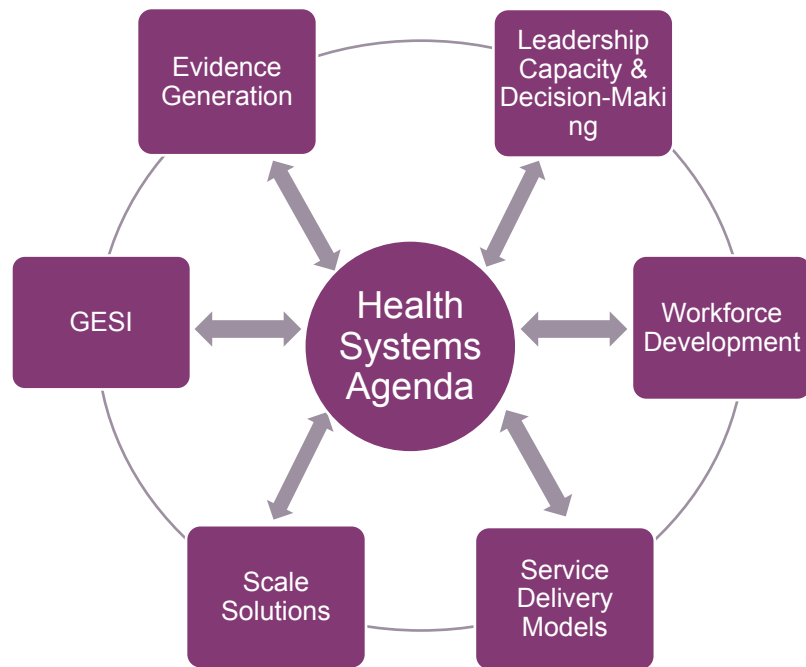 Evidence
Generation
Leadership
Capacity &
Decision-Maki
ng
GESI
Health
Systems
Agenda
Workforce
Development
Scale
Solutions
Service
Delivery
Models